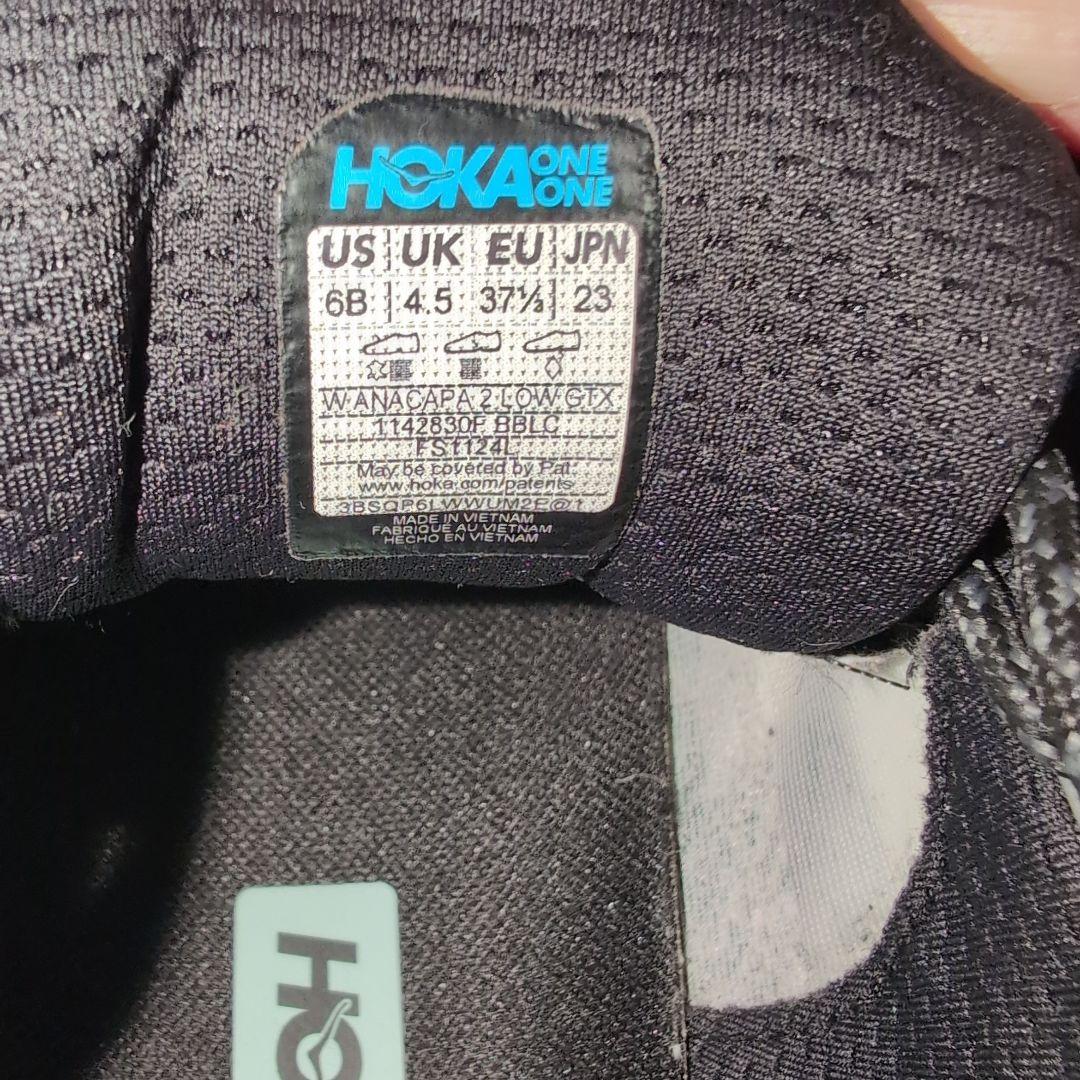 HOKA ONE ONE
US UK EU JPN
6B 4.5 37⅓ 23
W ANACAPA 2 LOW GTX
1142830F BBLC
FS1124L
May be covered by Pat:
www.hoka.com/patents
3BSQP6LWWUM2E@1
MADE IN VIETNAM
FABRIQUE AU VIETNAM
HECHO EN VIETNAM
HO